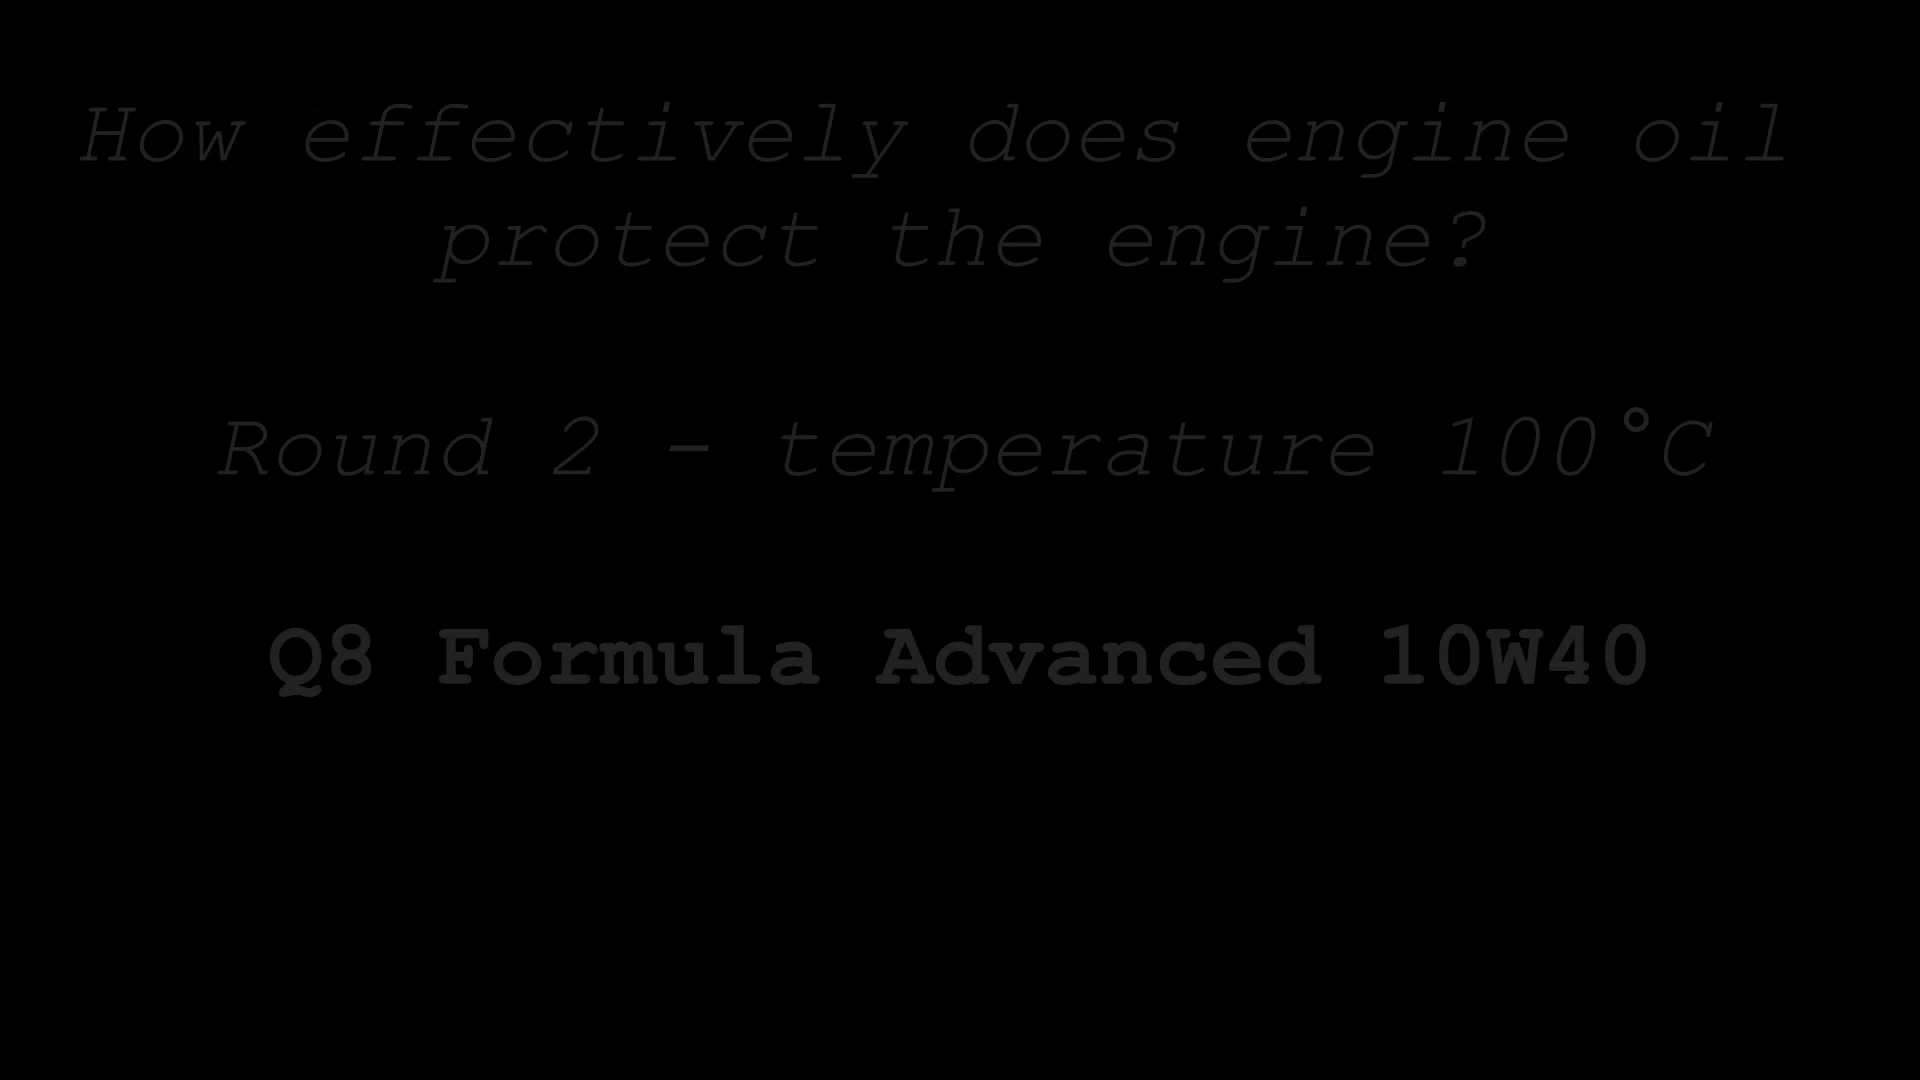 How effectively does engine oil
protect the engine?
Round 2 - temperature 100°C
Q8 Formula Advanced 10W40